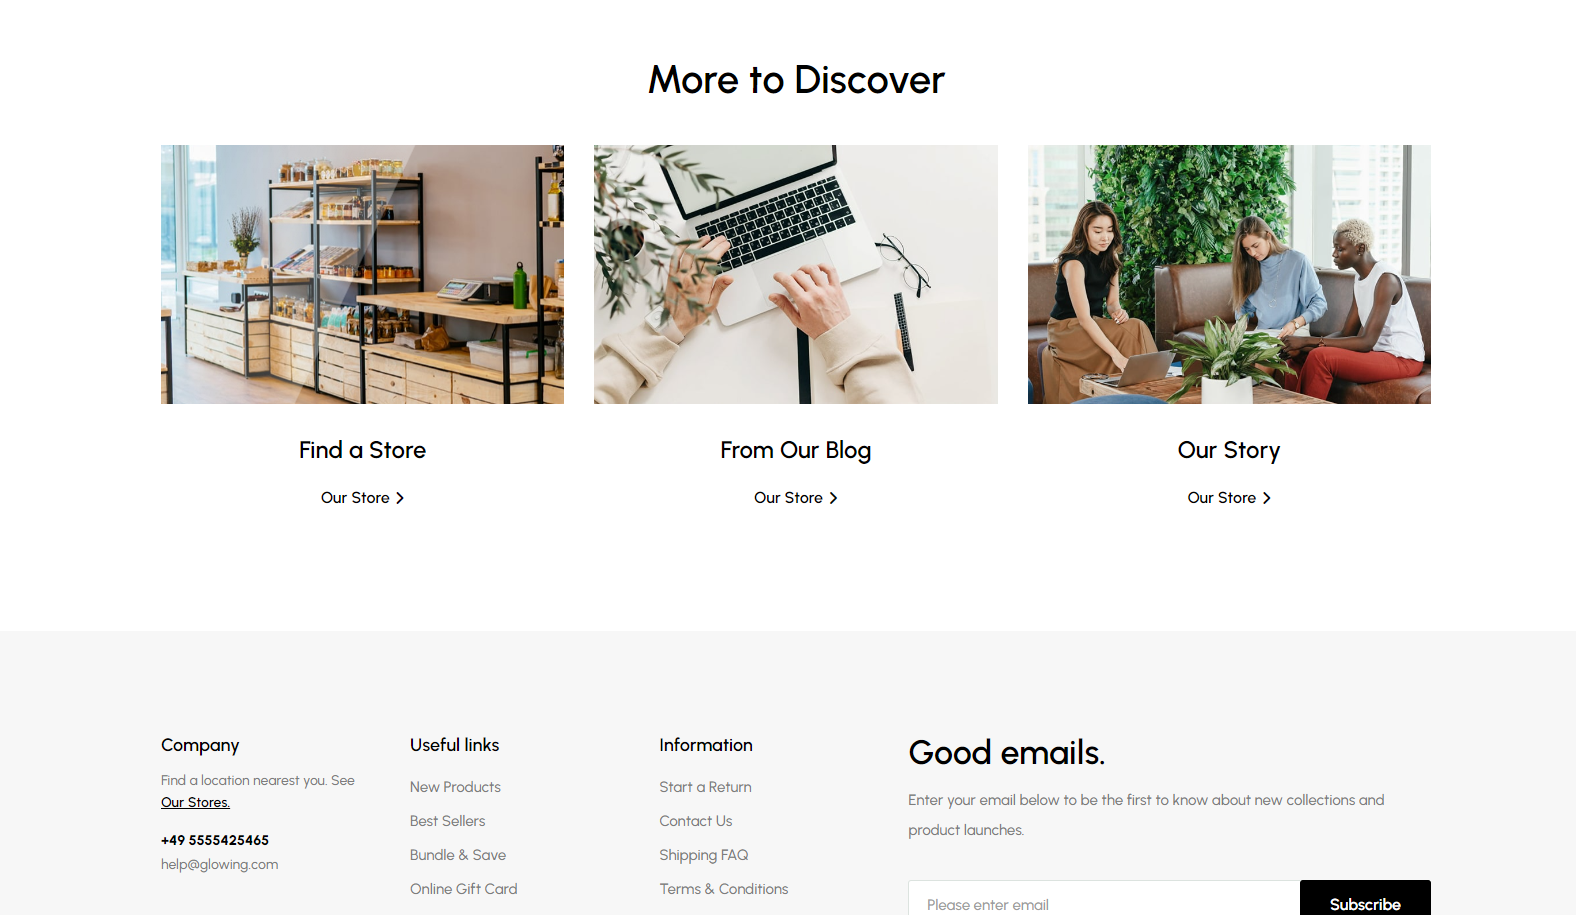 More to Discover
Find a Store
From Our Blog
Our Story
Our Store
Our Store
Our Store
Company
Find a location nearest you. See
Our Stores.
+49 5555425465
help@glowing.com
Useful links
New Products
Best Sellers
Bundle & Save
Online Gift Card
Information
Start a Return
Contact Us
Shipping FAQ
Terms & Conditions
Good emails.
Enter your email below to be the first to know about new collections and
product launches.
Please enter email
Subscribe